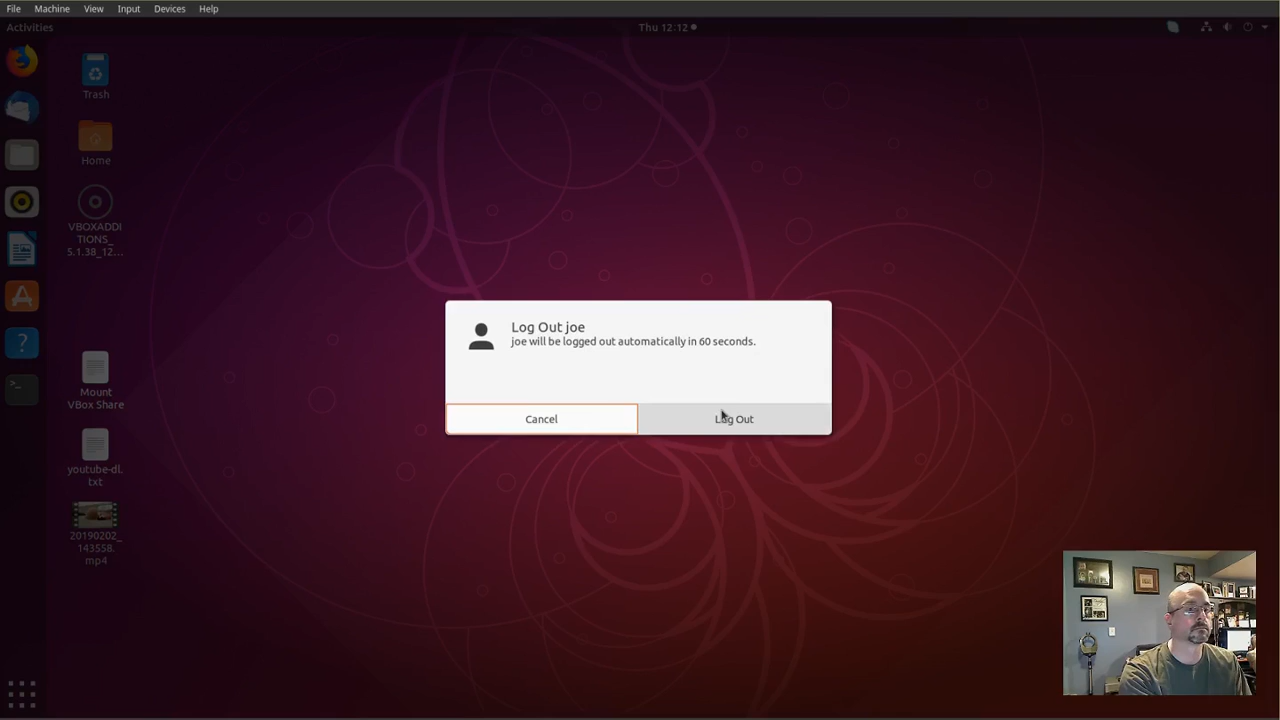 File Machine View Input Devices Help
Activities
Thu 12:12
Trash
Home
VBOXADDI
TIONS_
5.1.38_12...
Mount
VBox Share
youtube-dl.
txt
20190202_
143558.
mp4
Log Out joe
joe will be logged out automatically in 60 seconds.
Cancel
Log Out